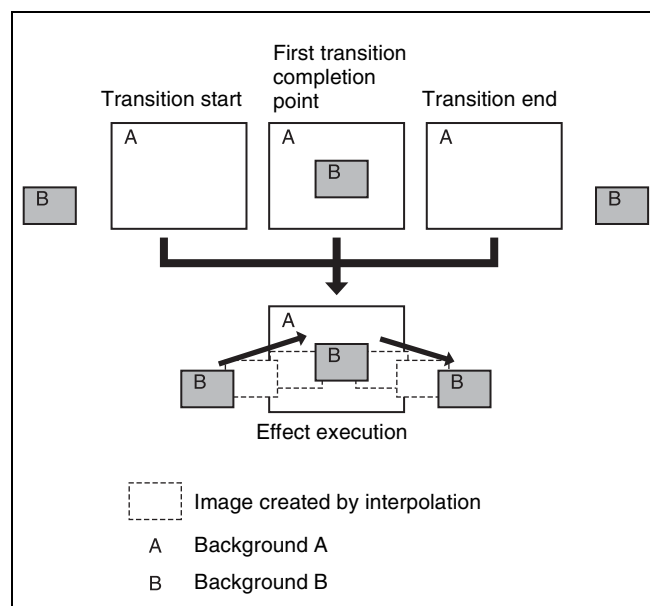 First transition
completion
point
Transition start
Transition end
A
A
B
A
B
B
A
B
B
B
Effect execution
Image created by interpolation
A Background A
B Background B